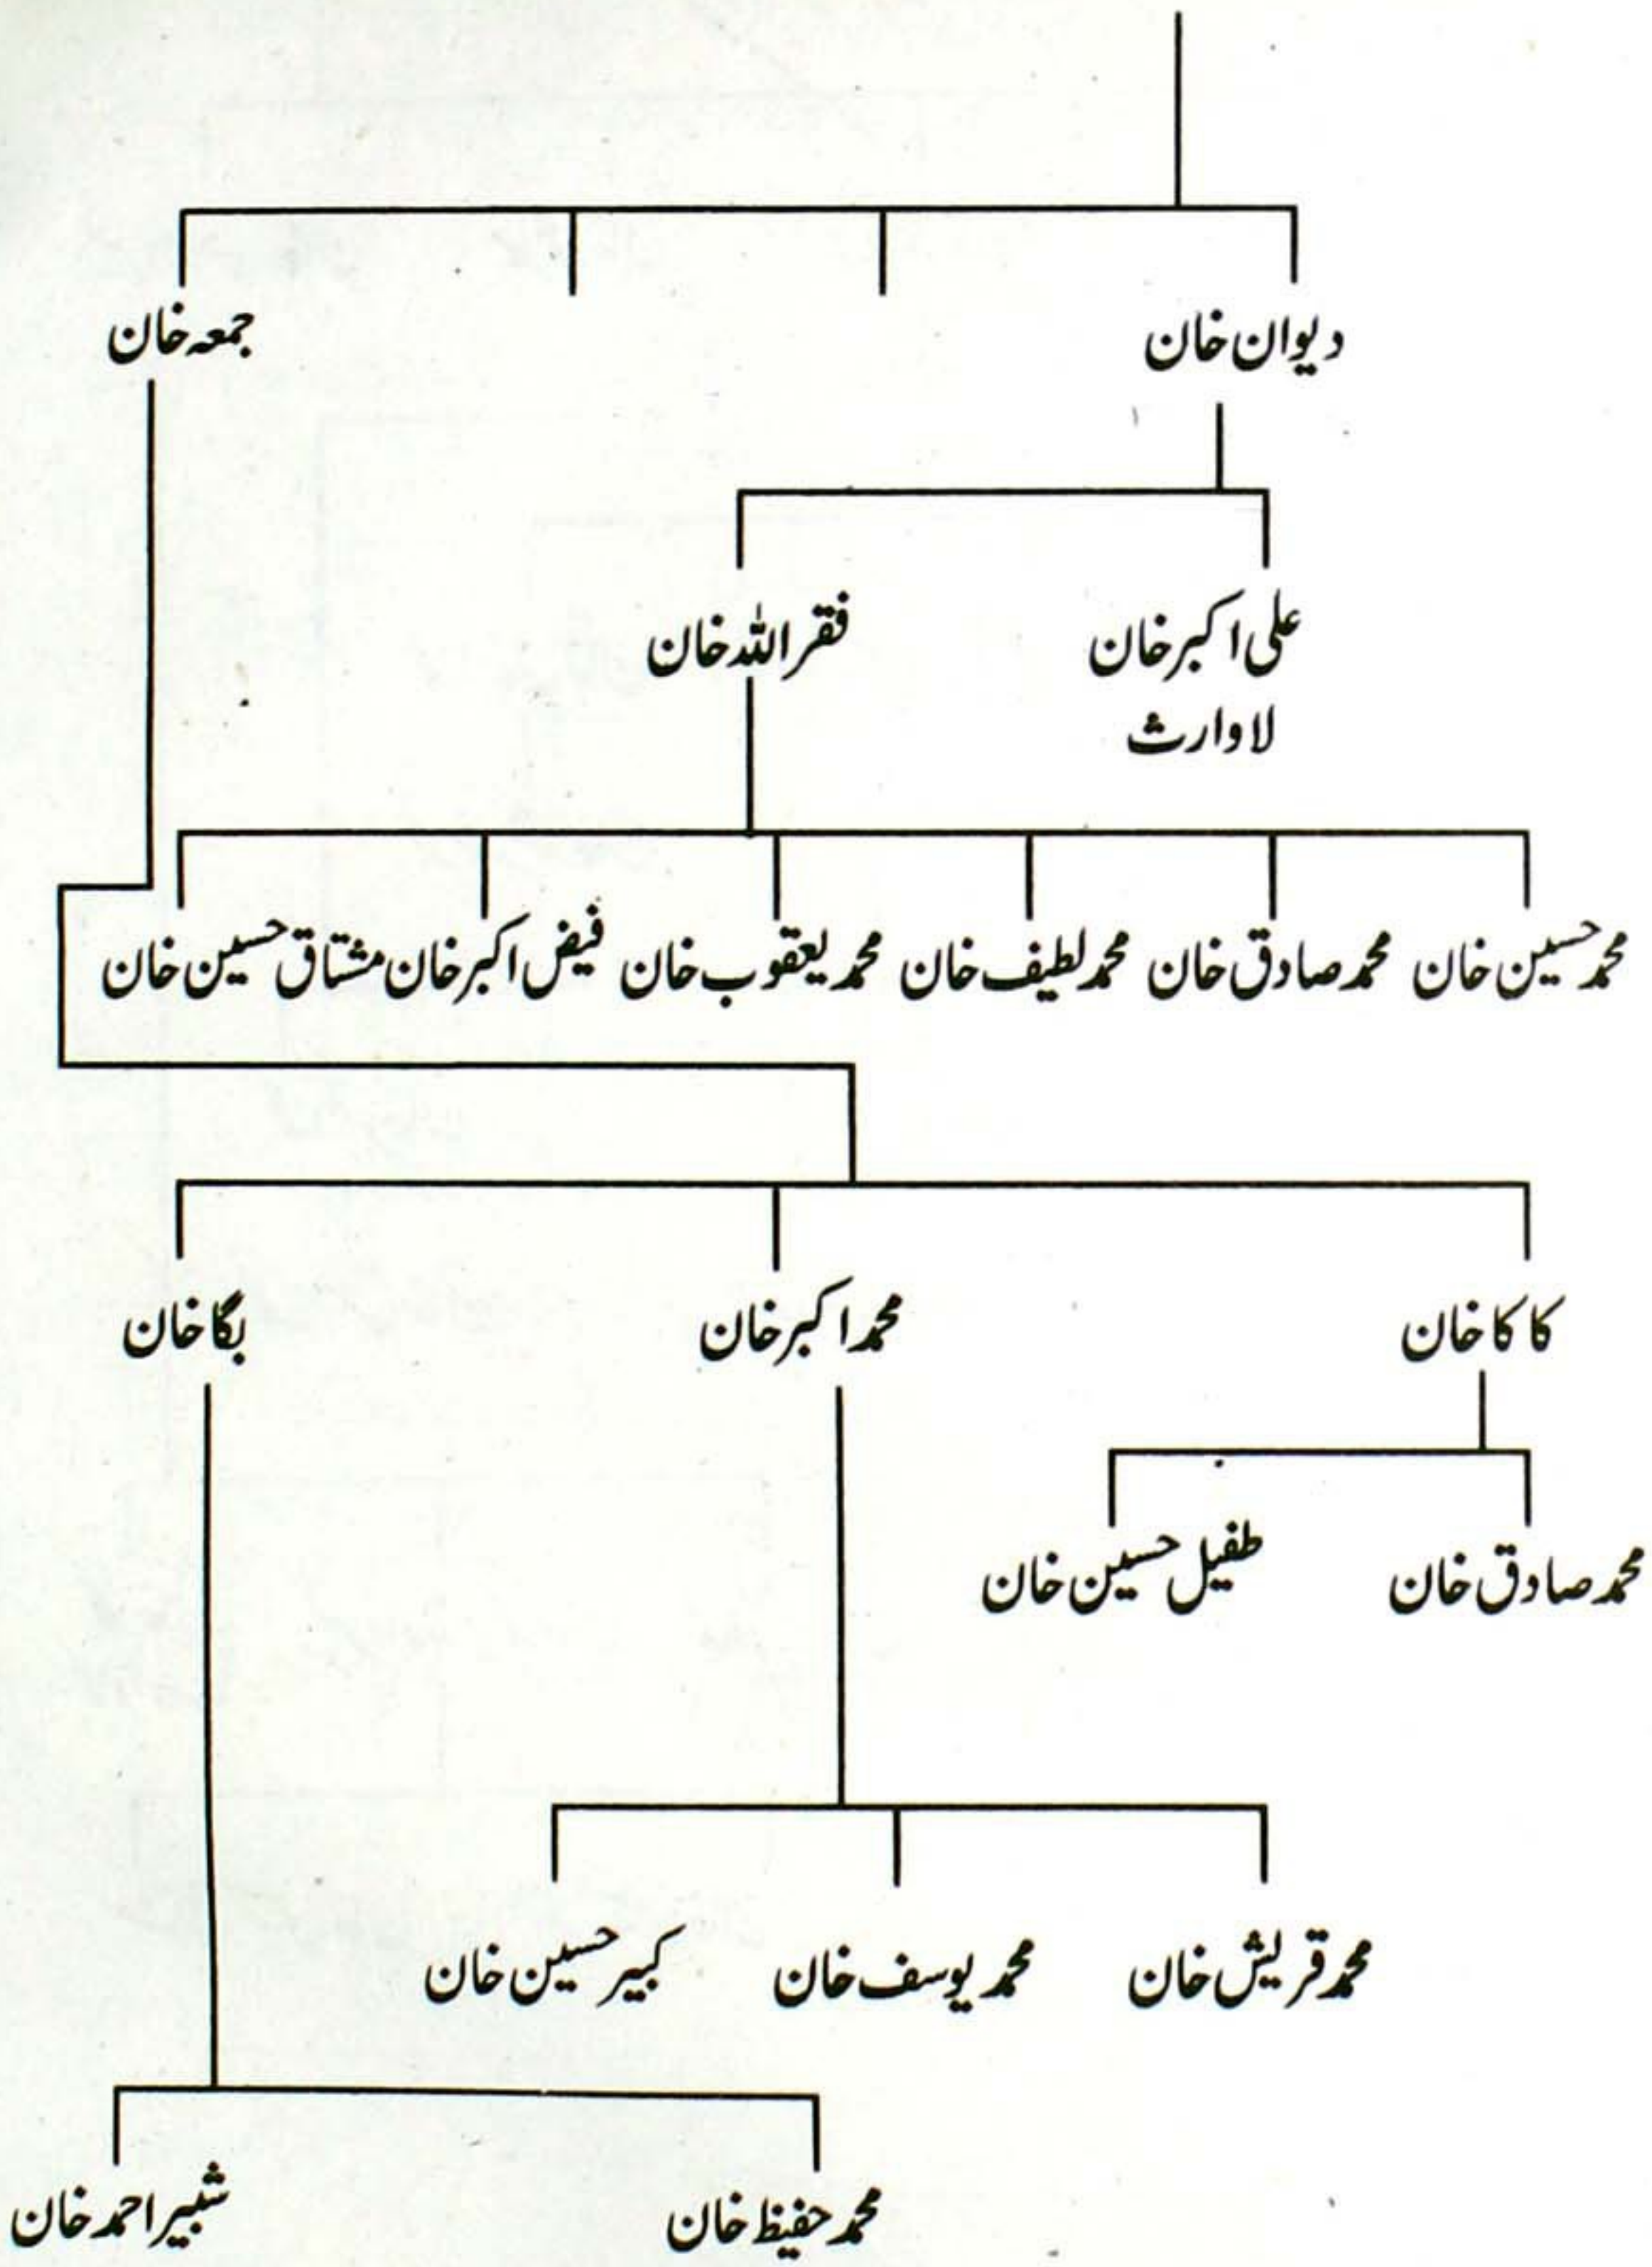 دیوان خان جمعہ خان
علی اکبر خان فقر اللہ خان
لاوارث
محمد حسین خان محمد صادق خان محمد لطیف خان محمد یعقوب خان فیض اکبر خان مشتاق حسین خان
کاکا خان محمد اکبر خان بگا خان
محمد صادق خان طفیل حسین خان
محمد قریش خان محمد یوسف خان کبیر حسین خان
محمد حفیظ خان شبیر احمد خان